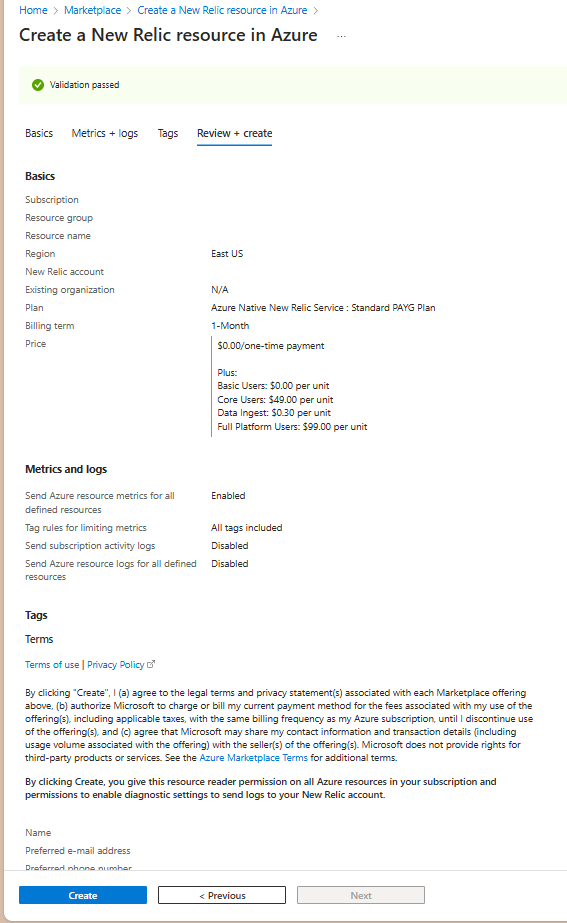 Home > Marketplace > Create a New Relic resource in Azure >
Create a New Relic resource in Azure ...
Validation passed
Basics Metrics + logs Tags Review + create
Basics
Subscription
Resource group
Resource name
Region East US
New Relic account
Existing organization N/A
Plan Azure Native New Relic Service : Standard PAYG Plan
Billing term 1-Month
Price $0.00/one-time payment
Plus:
Basic Users: $0.00 per unit
Core Users: $49.00 per unit
Data Ingest: $0.30 per unit
Full Platform Users: $99.00 per unit
Metrics and logs
Send Azure resource metrics for all Enabled
defined resources
Tag rules for limiting metrics All tags included
Send subscription activity logs Disabled
Send Azure resource logs for all defined Disabled
resources
Tags
Terms
Terms of use | Privacy Policy
By clicking "Create", I (a) agree to the legal terms and privacy statement(s) associated with each Marketplace offering
above, (b) authorize Microsoft to charge or bill my current payment method for the fees associated with my use of the
offering(s), including applicable taxes, with the same billing frequency as my Azure subscription, until I discontinue use
of the offering(s), and (c) agree that Microsoft may share my contact information and transaction details (including
usage volume associated with the offering) with the seller(s) of the offering(s). Microsoft does not provide rights for
third-party products or services. See the Azure Marketplace Terms for additional terms.
By clicking Create, you give this resource reader permission on all Azure resources in your subscription and
permissions to enable diagnostic settings to send logs to your New Relic account.
Name
Preferred e-mail address
Preferred phone number
Create < Previous Next